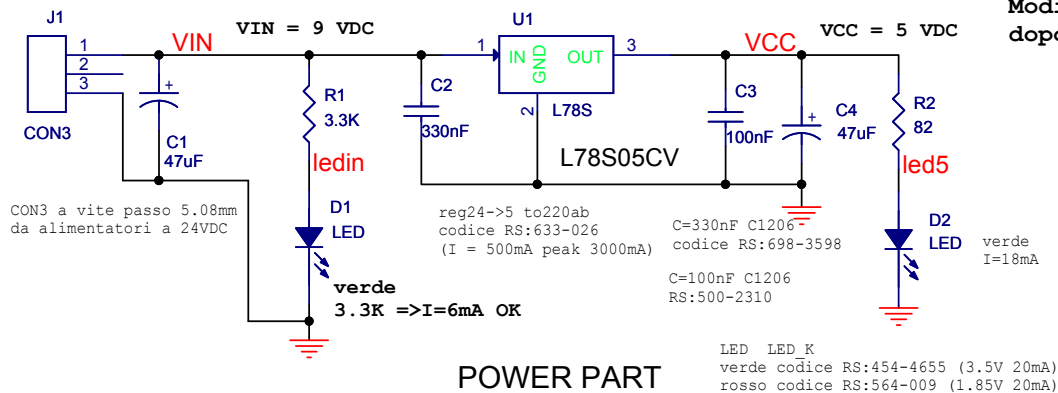 J1
VIN
VIN = 9 VDC
U1
VCC
VCC = 5 VDC
Modi
dopo
1
2
3
CON3
+
C1
47uF
R1
3.3K
ledin
C2
330nF
1
IN
GND
OUT
3
2
L78S
L78S05CV
C3
100nF
+
C4
47uF
R2
82
led5
CON3 a vite passo 5.08mm
da alimentatori a 24VDC
D1
LED
verde
3.3K =>I=6mA OK
reg24->5 to220ab
codice RS:633-026
(I = 500mA peak 3000mA)
C=330nF C1206
codice RS:698-3598
C=100nF C1206
RS:500-2310
D2
LED
verde
I=18mA
POWER PART
LED LED_K
verde codice RS:454-4655 (3.5V 20mA)
rosso codice RS:564-009 (1.85V 20mA)